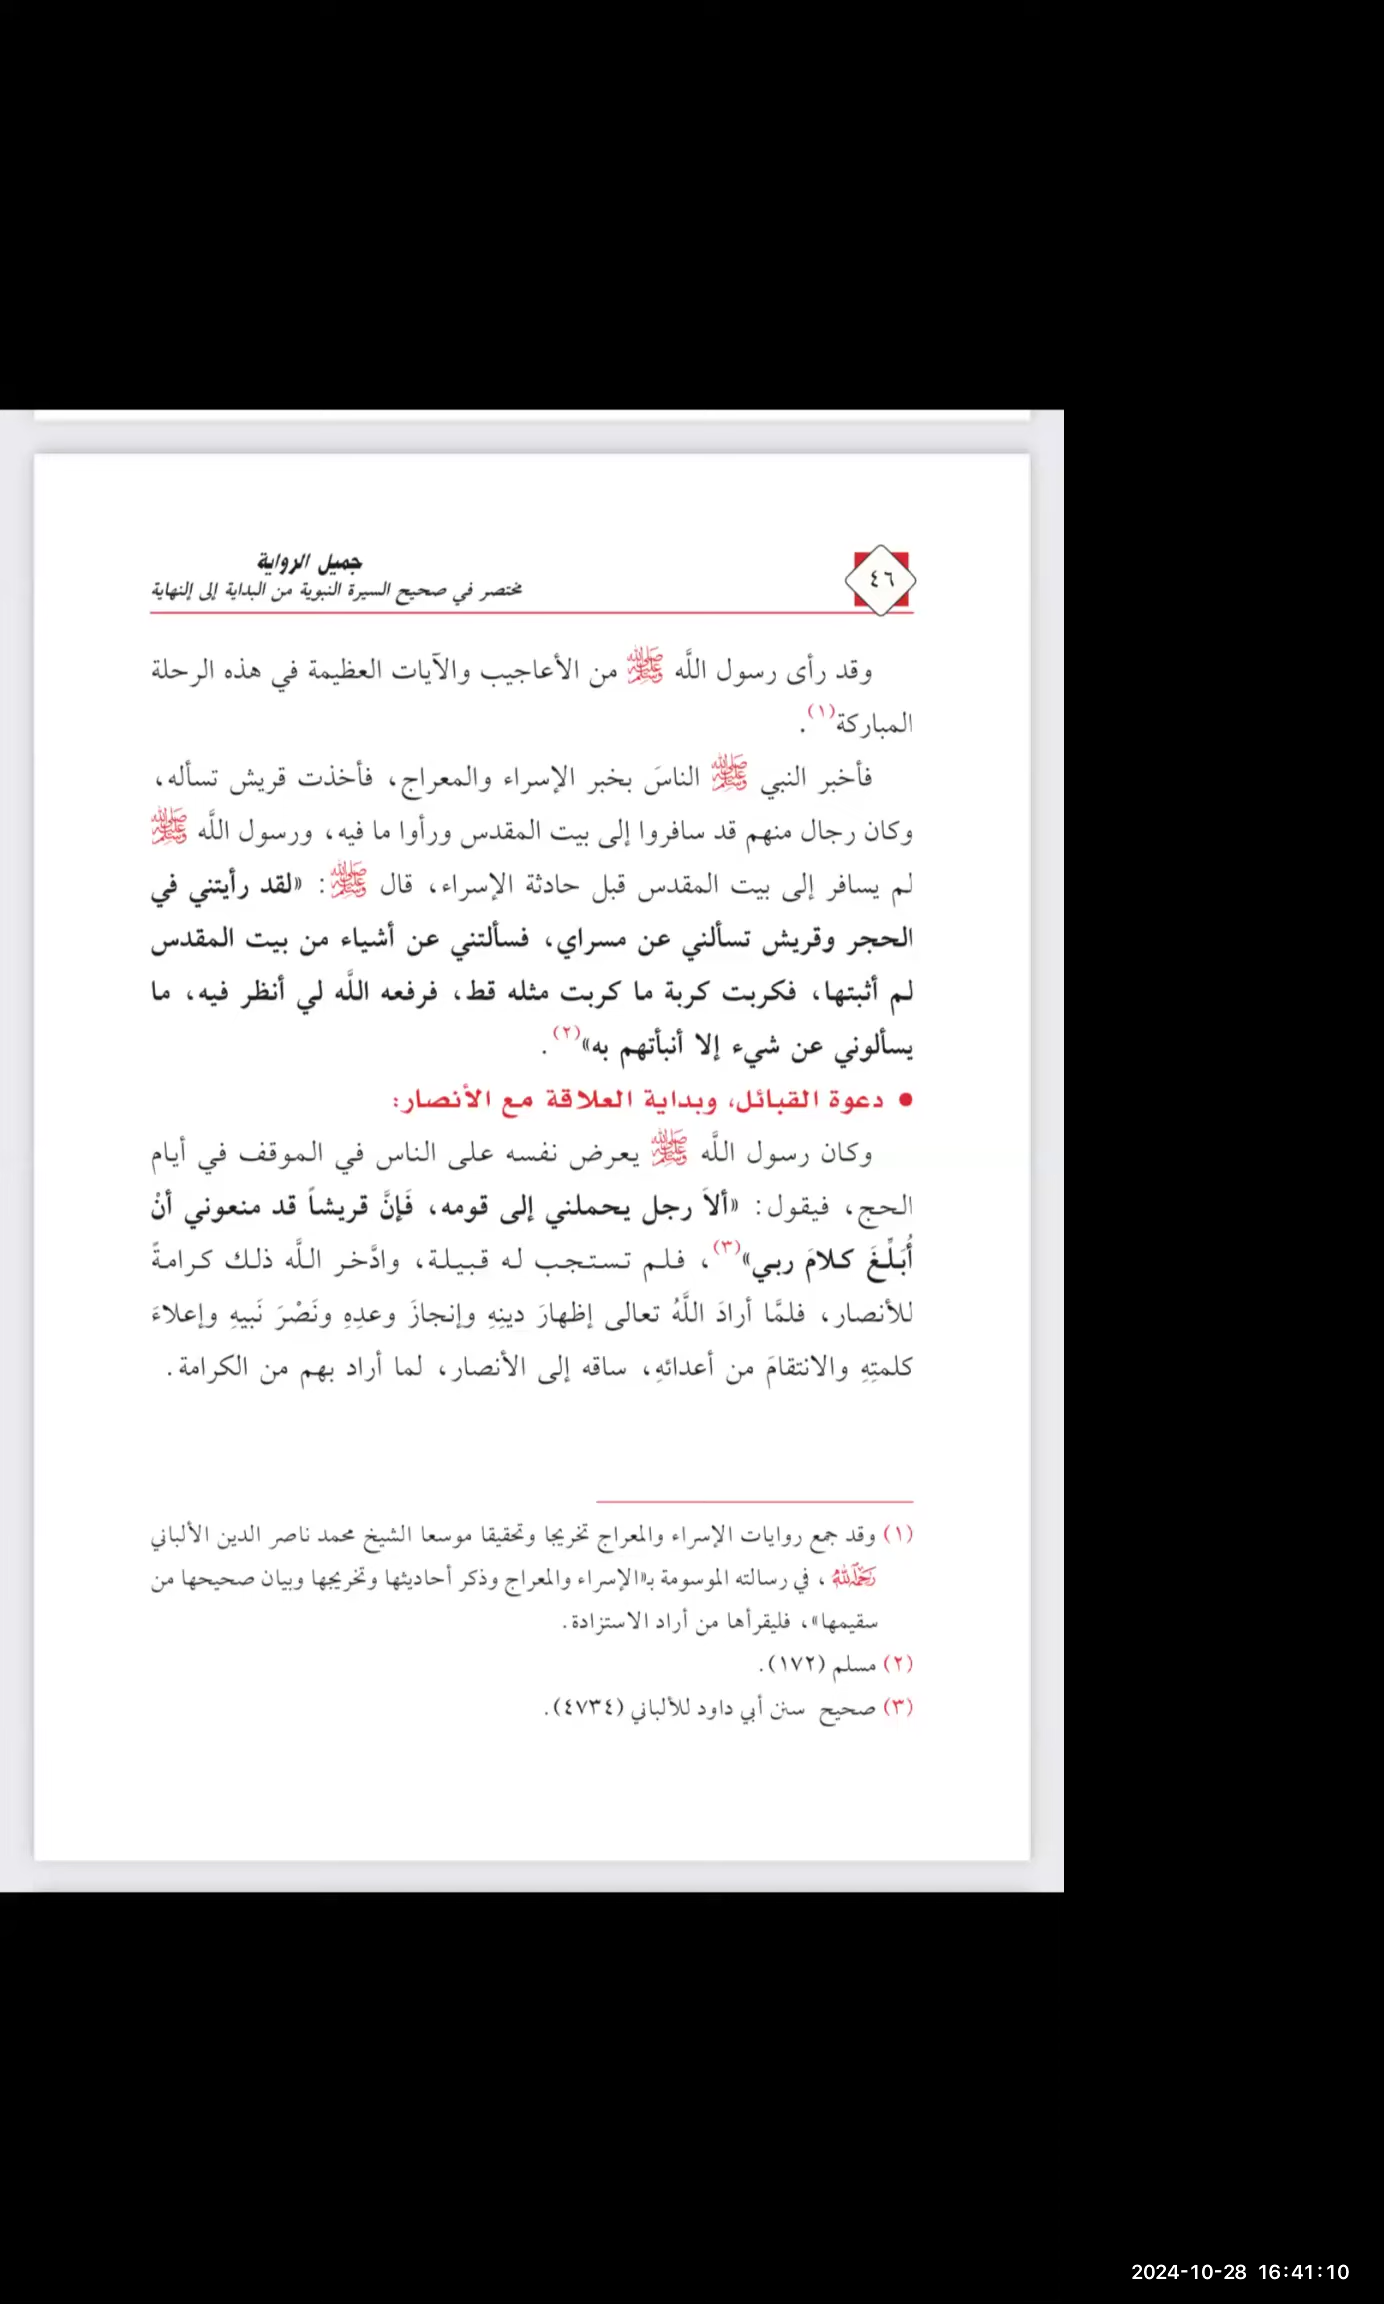 جميل الرواية
مختصر في صحيح السيرة النبوية من البداية إلى النهاية
٤٦
وقد رأى رسول اللَّه ﷺ من الأعاجيب والآيات العظيمة في هذه الرحلة
المباركة(١).
فأخبر النبي ﷺ الناسَ بخبر الإسراء والمعراج، فأخذت قريش تسأله،
وكان رجال منهم قد سافروا إلى بيت المقدس ورأوا ما فيه، ورسول اللَّه ﷺ
لم يسافر إلى بيت المقدس قبل حادثة الإسراء، قال ﷺ: «لقد رأيتني في
الحجر وقريش تسألني عن مسراي، فسألتني عن أشياء من بيت المقدس
لم أثبتها، فكربت كربة ما كربت مثله قط، فرفعه اللَّه لي أنظر فيه، ما
يسألوني عن شيء إلا أنبأتهم به»(٢).
• دعوة القبائل، وبداية العلاقة مع الأنصار:
وكان رسول اللَّه ﷺ يعرض نفسه على الناس في الموقف في أيام
الحج، فيقول: «ألاَ رجل يحملني إلى قومه، فَإنَّ قريشاً قد منعوني أنْ
أُبَلِّغَ كلامَ ربي»(٣)، فلم تستجب له قبيلة، وادَّخر اللَّه ذلك كرامةً
للأنصار، فلمَّا أرادَ اللَّهُ تعالى إظهارَ دينِهِ وإنجازَ وعدِهِ ونَصْرَ نَبيهِ وإعلاءَ
كلمتِهِ والانتقامَ من أعدائهِ، ساقه إلى الأنصار، لما أراد بهم من الكرامة.
(١) وقد جمع روايات الإسراء والمعراج تخريجا وتحقيقا موسعا الشيخ محمد ناصر الدين الألباني
رَحِمَهُ اللَّهُ، في رسالته الموسومة بـ«الإسراء والمعراج وذكر أحاديثها وتخريجها وبيان صحيحها من
سقيمها»، فليقرأها من أراد الاستزادة.
(٢) مسلم (١٧٢).
(٣) صحيح سنن أبي داود للألباني (٤٧٣٤).
2024-10-28 16:41:10